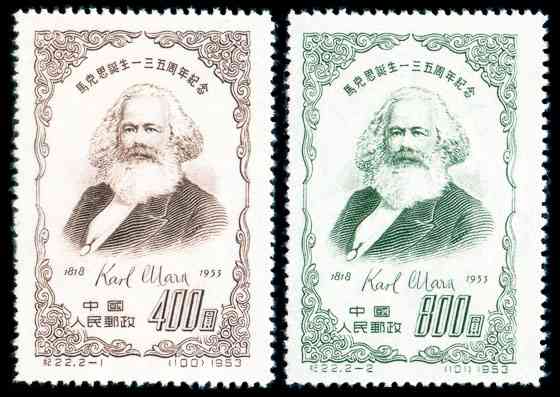 馬克思誕生一三五周年紀念
1818 Karl Marx 1953
中國
人民郵政 400圓
紀22.2-1 (100) 1953
馬克思誕生一三五周年紀念
1818 Karl Marx 1953
中國
人民郵政 800圓
紀22.2-2 (101) 1953